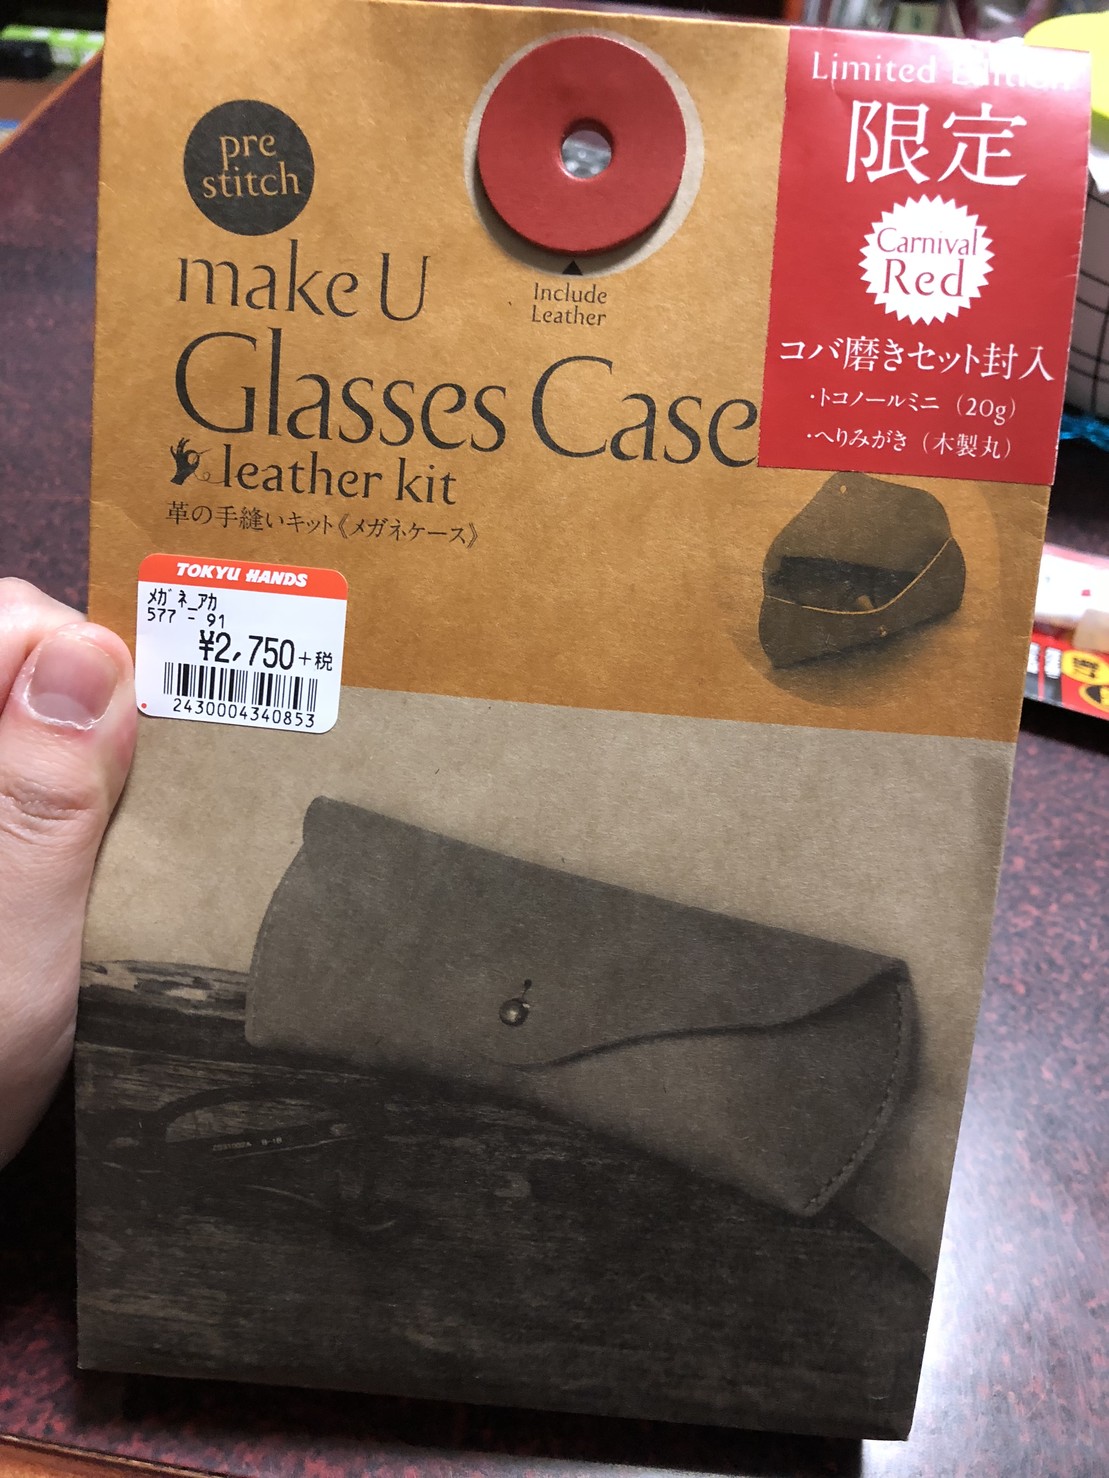 pre
stitch
make U
Glasses Case
leather kit
革の手縫いキット《メガネケース》
Include
Leather
Limited Edition
限定
Carnival
Red
コバ磨きセット封入
・トコノールミニ（20g）
・へりみがき（木製丸）
TOKYU HANDS
メガネ_アカ
577 - 91
¥2,750+税
2430004340853